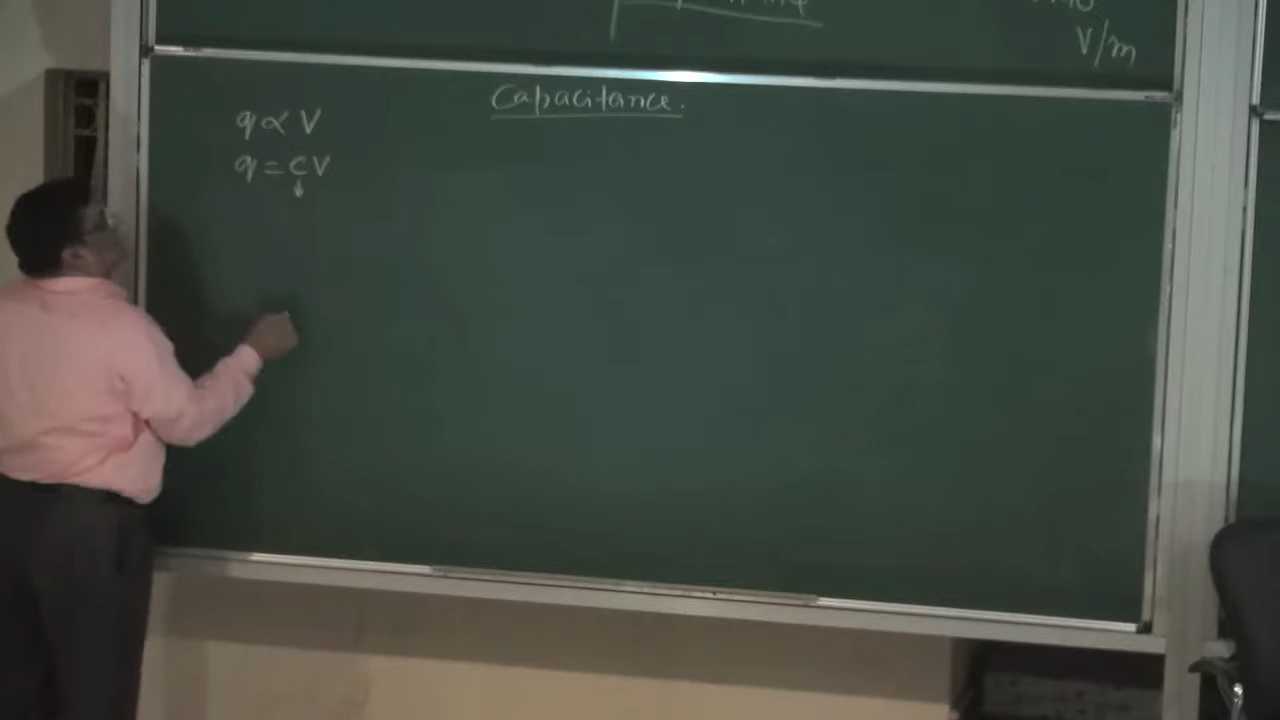 V/m
Capacitance.
q ∝ V
q = CV
↓